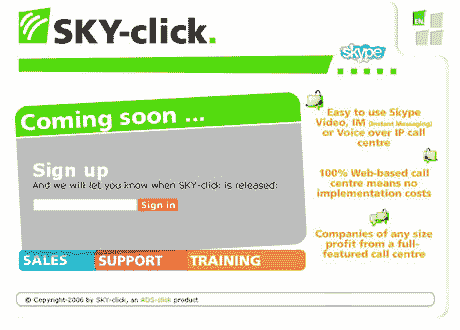 SKY-click.
EN
skype
Coming soon ...
Easy to use Skype
Video, IM (Instant Messaging)
or Voice over IP call
centre
Sign up
And we will let you know when SKY-click is released:
Sign in
100% Web-based call
centre means no
implementation costs
Companies of any size
profit from a full-
featured call centre
SALES SUPPORT TRAINING
© Copyright-2006 by SKY-click, an ADS-click product